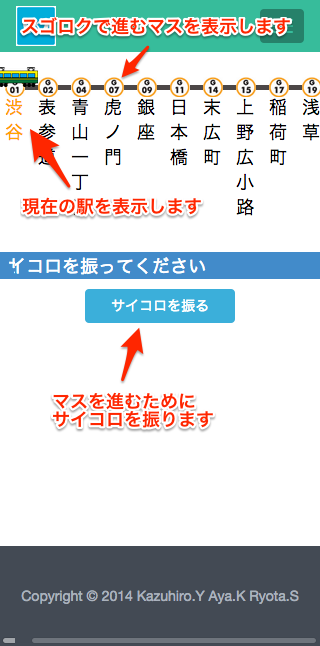 スゴロクで進むマスを表示します
G 01 G 02 G 04 G 07 G 09 G 11 G 14 G 15 G 17 G 19
渋谷
表参道
青山一丁
虎ノ門
銀座
日本橋
末広町
上野広小路
稲荷町
浅草
現在の駅を表示します
イコロを振ってください
サイコロを振る
マスを進むために
サイコロを振ります
Copyright © 2014 Kazuhiro.Y Aya.K Ryota.S